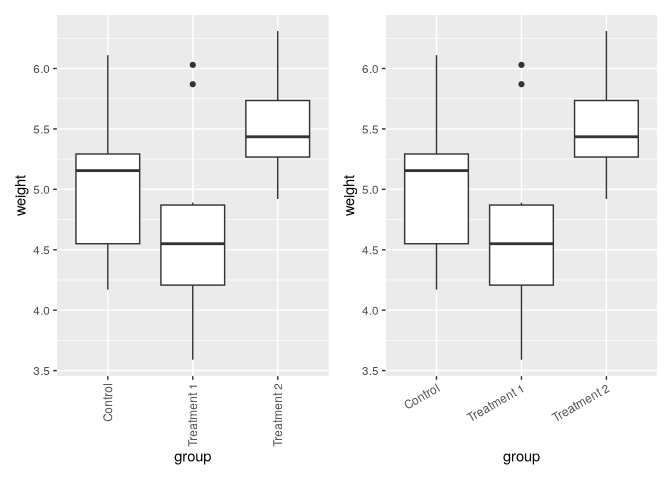 weight
6.0
5.5
5.0
4.5
4.0
3.5
Control
Treatment 1
Treatment 2
group
weight
6.0
5.5
5.0
4.5
4.0
3.5
Control
Treatment 1
Treatment 2
group